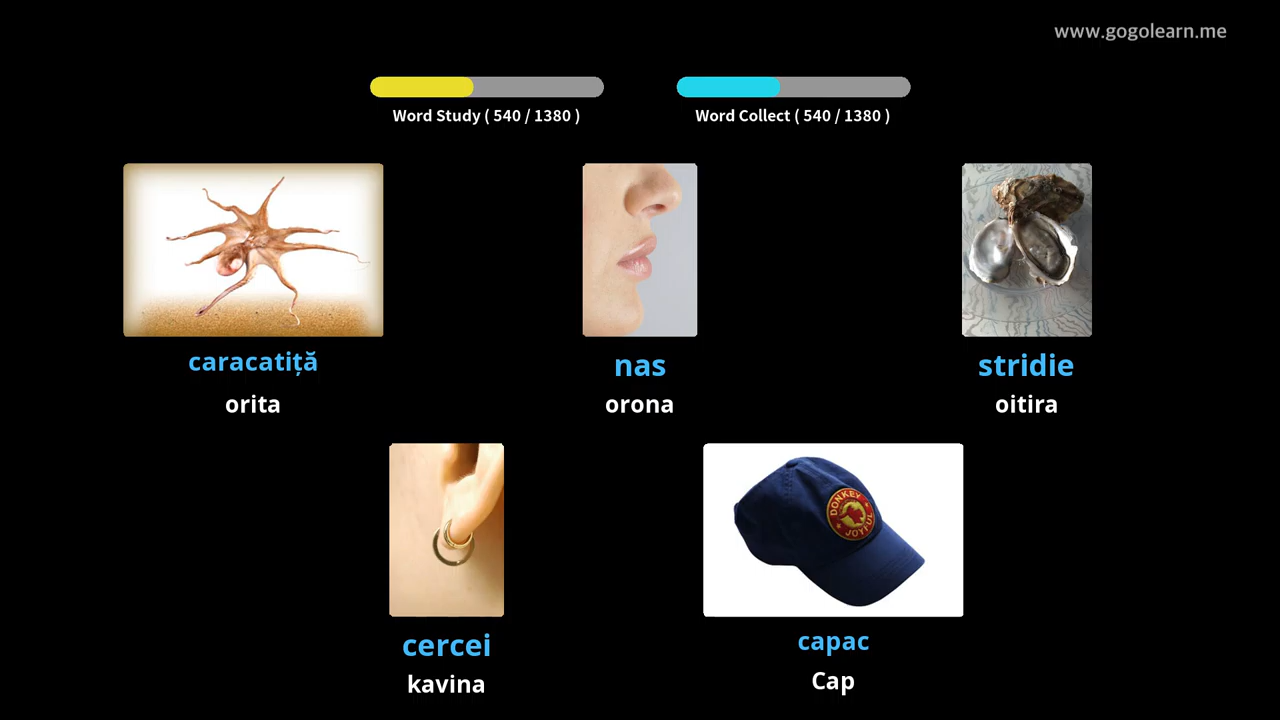 www.gogolearn.me
Word Study ( 540 / 1380 )
Word Collect ( 540 / 1380 )
caracatiță
orita
nas
orona
stridie
oitira
cercei
kavina
DONKEY
JOYFUL
capac
Cap